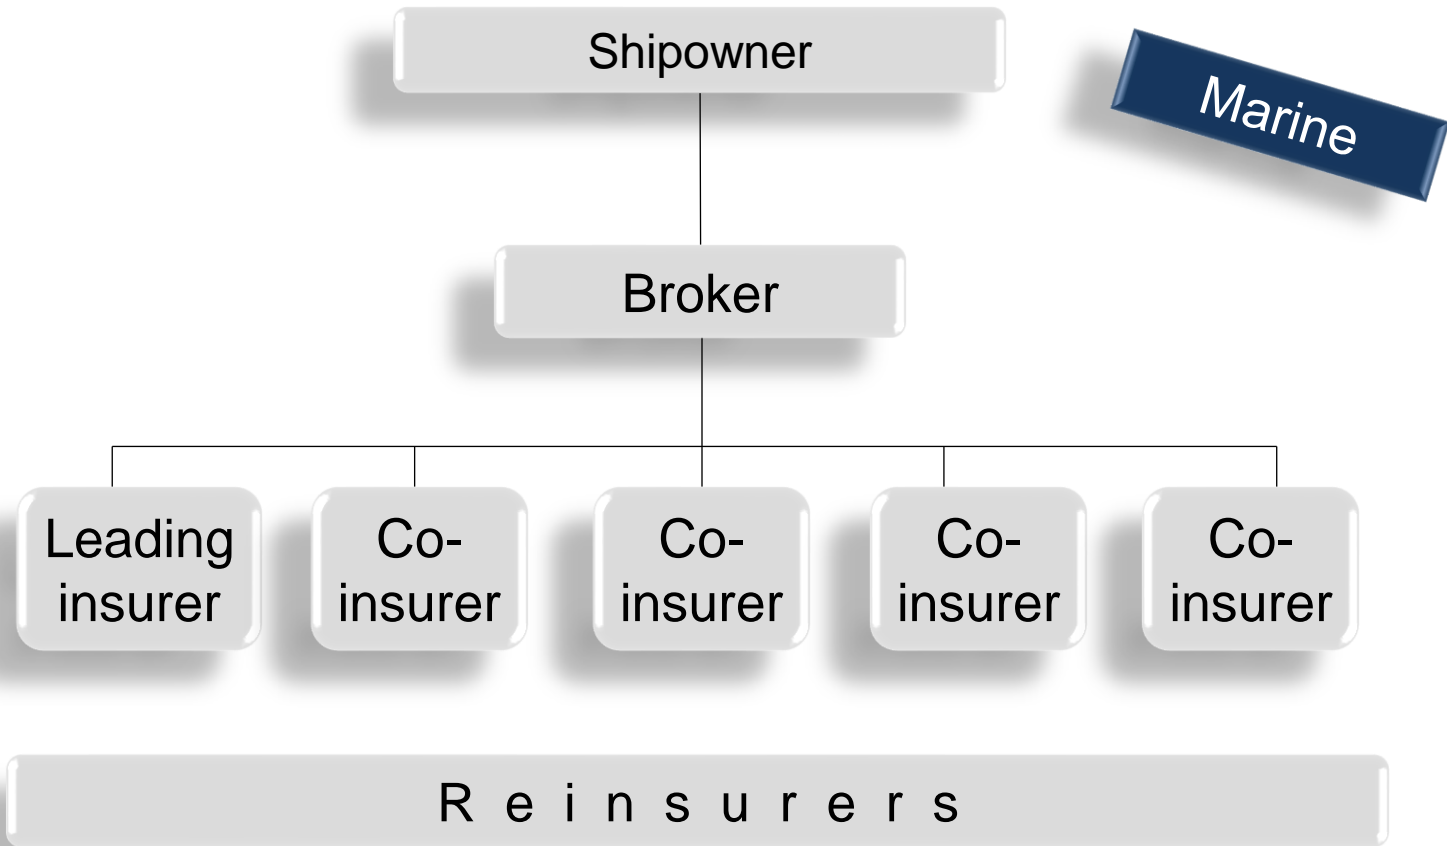 Shipowner
Marine
Broker
Leading
insurer
Co-
insurer
Co-
insurer
Co-
insurer
Co-
insurer
R e i n s u r e r s